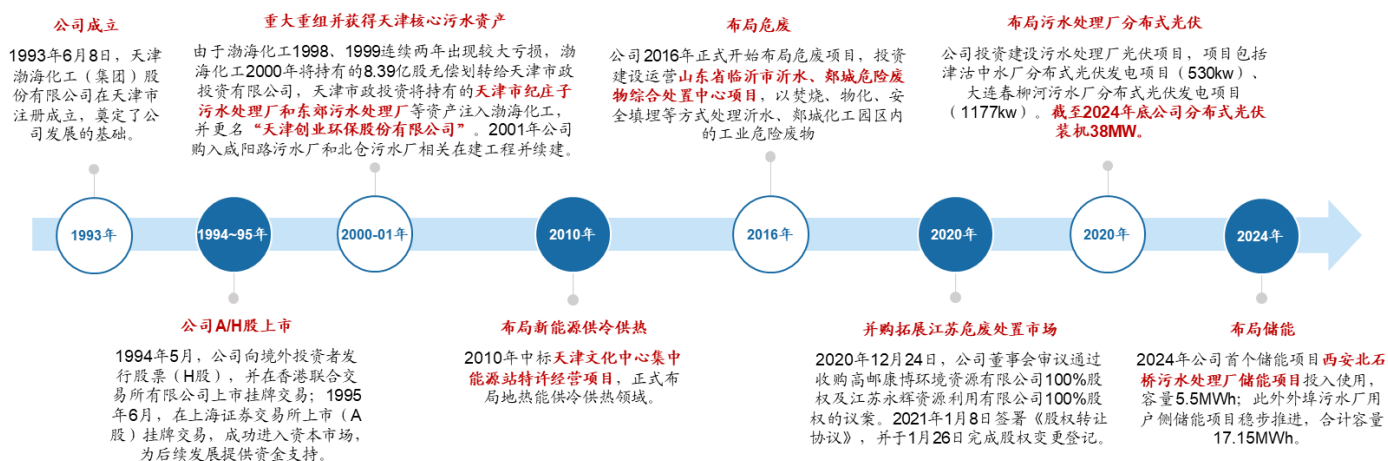 公司成立
1993年6月8日，天津
渤海化工（集团）股
份有限公司在天津市
注册成立，奠定了公
司发展的基础。
重大重组并获得天津核心污水资产
由于渤海化工1998、1999连续两年出现较大亏损，渤
海化工2000年将持有的8.39亿股无偿划转给天津市政
投资有限公司，天津市政投资将持有的天津市纪庄子
污水处理厂和东郊污水处理厂等资产注入渤海化工，
并更名“天津创业环保股份有限公司”。2001年公司
购入咸阳路污水厂和北仓污水厂相关在建工程并续建。
布局危废
公司2016年正式开始布局危废项目，投资
建设运营山东省临沂市沂水、郯城危险废
物综合处置中心项目，以焚烧、物化、安
全填埋等方式处理沂水、郯城化工园区内
的工业危险废物
布局污水处理厂分布式光伏
公司投资建设污水处理厂光伏项目，项目包括
津沽中水厂分布式光伏发电项目（530kw）、
大连春柳河污水厂分布式光伏发电项目
（1177kw）。截至2024年底公司分布式光伏
装机38MW。
1993年
1994~95年
2000-01年
2010年
2016年
2020年
2020年
2024年
公司A/H股上市
1994年5月，公司向境外投资者发
行股票（H股），并在香港联合交
易所有限公司上市挂牌交易；1995
年6月，在上海证券交易所上市（A
股）挂牌交易，成功进入资本市场，
为后续发展提供资金支持。
布局新能源供冷供热
2010年中标天津文化中心集中
能源站特许经营项目，正式布
局地热能供冷供热领域。
并购拓展江苏危废处置市场
2020年12月24日，公司董事会审议通过
收购高邮康博环境资源有限公司100%股
权及江苏永辉资源利用有限公司100%股
权的议案。2021年1月8日签署《股权转让
协议》，并于1月26日完成股权变更登记。
布局储能
2024年公司首个储能项目西安北石
桥污水处理厂储能项目投入使用，
容量5.5MWh；此外外埠污水厂用
户侧储能项目稳步推进，合计容量
17.15MWh。